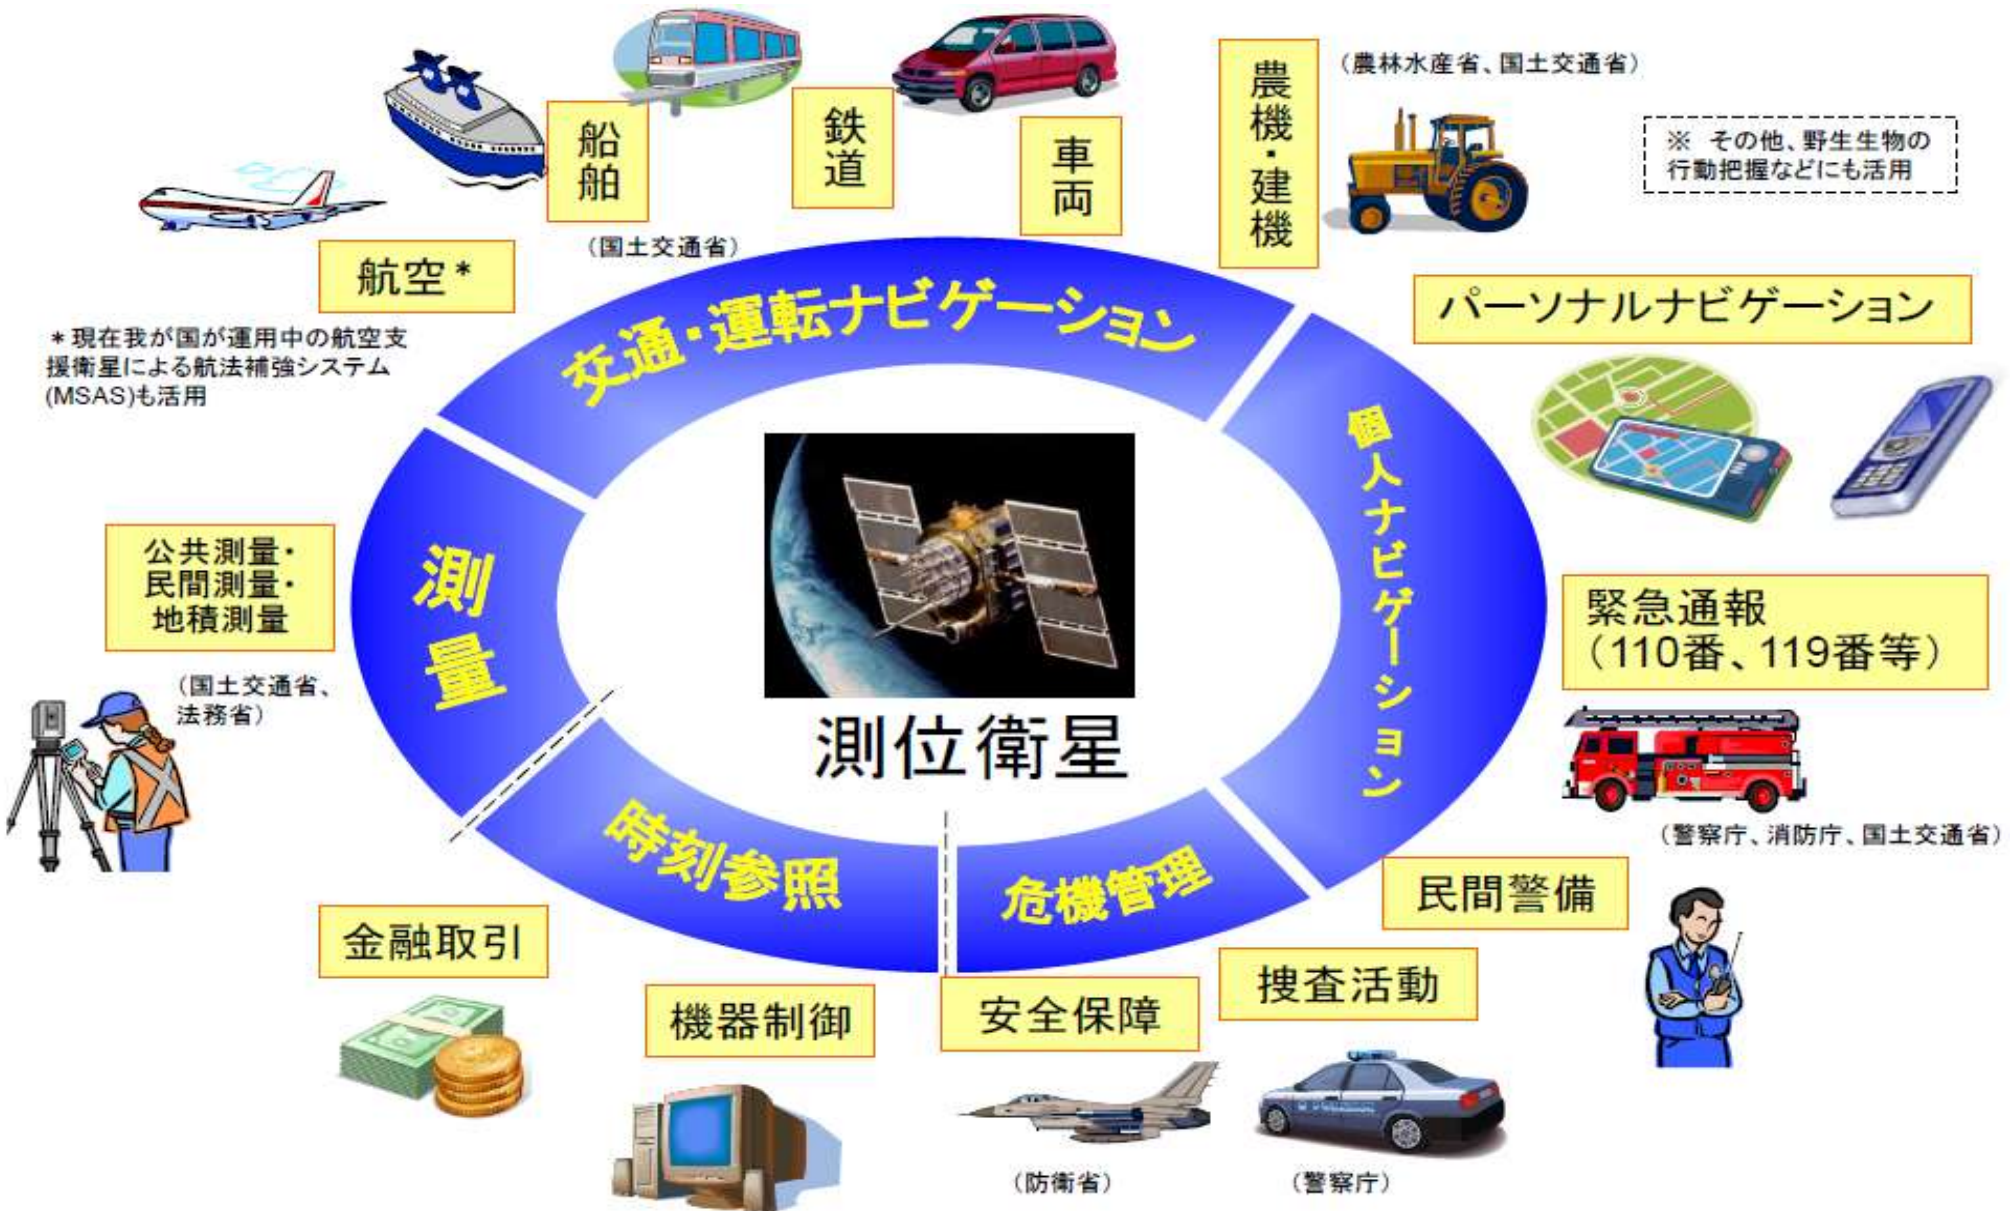 船舶
鉄道
車両
農機・建機
（農林水産省、国土交通省）
※ その他、野生生物の
行動把握などにも活用
（国土交通省）
航空＊
＊現在我が国が運用中の航空支
援衛星による航法補強システム
(MSAS)も活用
交通・運転ナビゲーション
パーソナルナビゲーション
個人ナビゲーション
測量
公共測量・
民間測量・
地積測量
（国土交通省、
法務省）
測位衛星
緊急通報
（110番、119番等）
（警察庁、消防庁、国土交通省）
時刻参照
危機管理
民間警備
金融取引
機器制御
安全保障
捜査活動
（防衛省）
（警察庁）